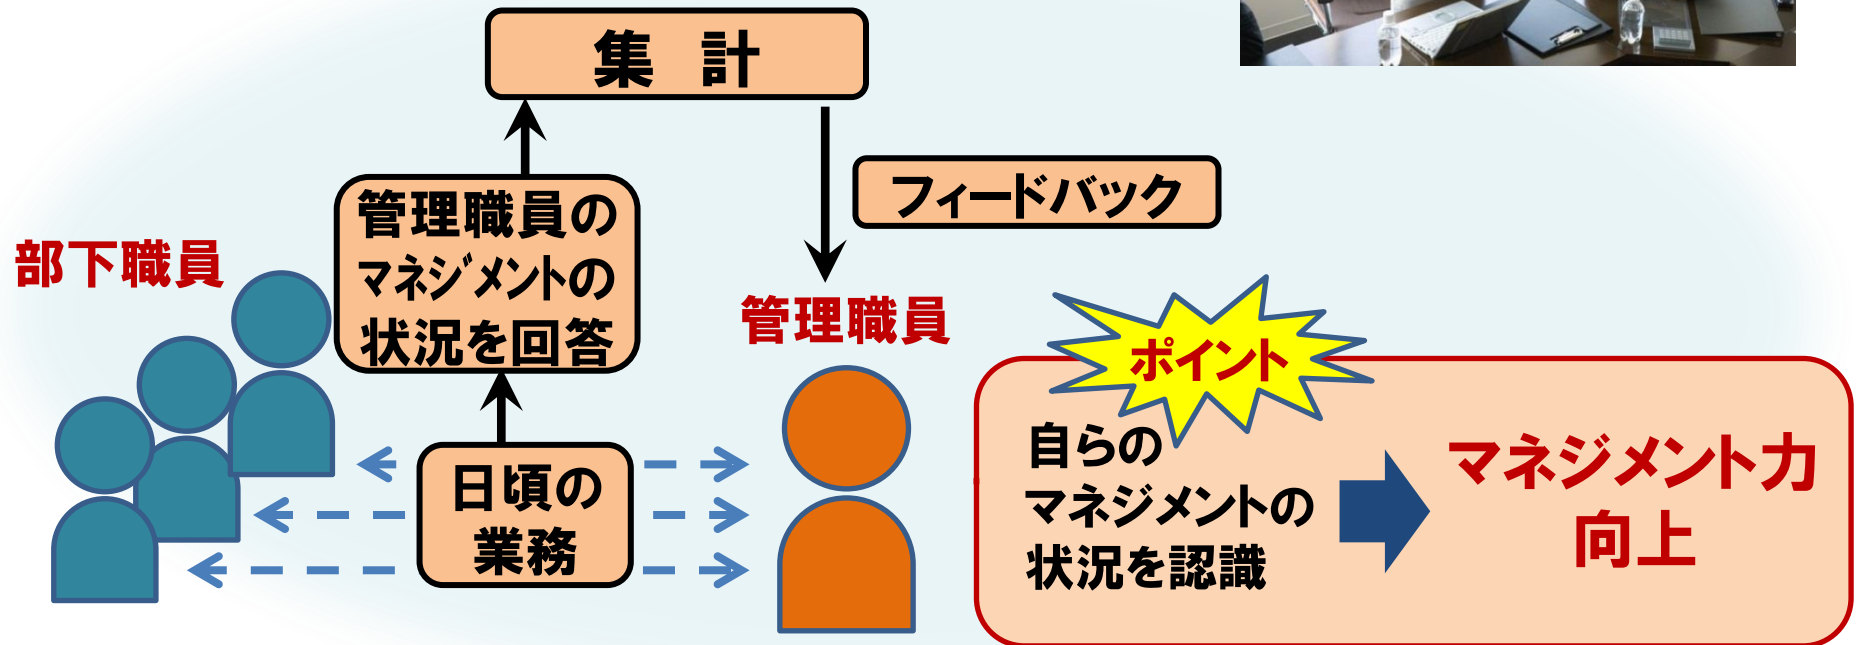 集　計
フィードバック
管理職員の
マネジメントの
状況を回答
部下職員
管理職員
ポイント
日頃の
業務
自らの
マネジメントの
状況を認識
マネジメント力
向上